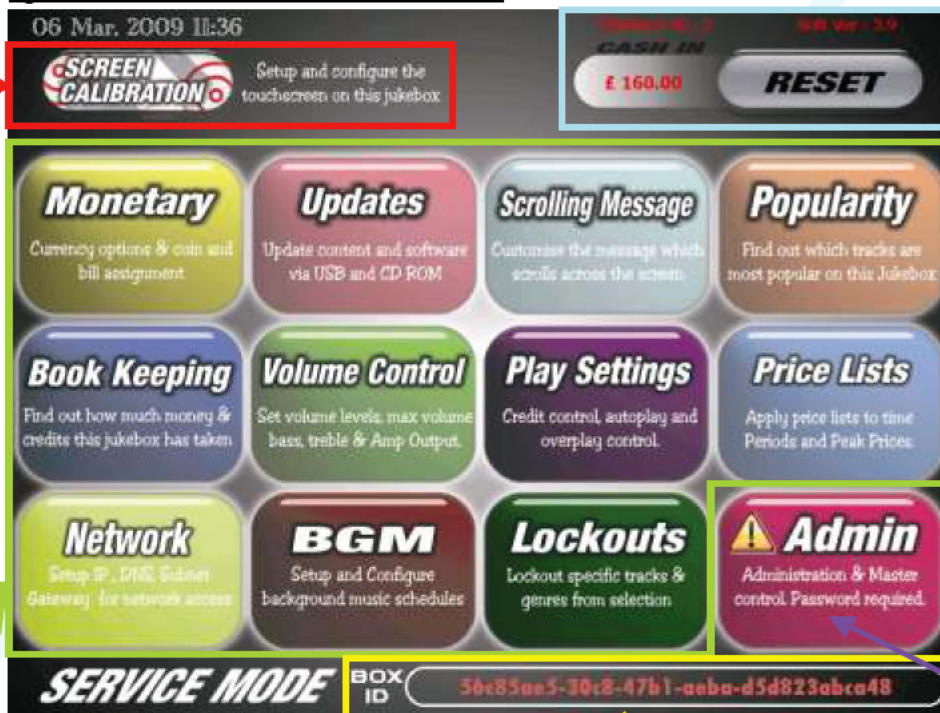 06 Mar. 2009 11:36
SCREEN
CALIBRATION
Setup and configure the
touchscreen on this jukebox
Soft Ver - 3.9
CASH IN
£ 160.00
RESET
Monetary
Currency options & coin and
bill assignment
Updates
Update content and software
via USB and CD ROM
Scrolling Message
Customise the message which
scrolls across the screen
Popularity
Find out which tracks are
most popular on this Jukebox
Book Keeping
Find out how much money &
credits this jukebox has taken
Volume Control
Set volume levels, max volume
bass, treble & Amp Output.
Play Settings
Credit control, autoplay and
overplay control.
Price Lists
Apply price lists to time
Periods and Peak Prices.
Network
Setup IP, DNS, Subnet
Gateway for network access
BGM
Setup and Configure
background music schedules
Lockouts
Lockout specific tracks &
genres from selection
Admin
Administration & Master
control. Password required.
SERVICE MODE
BOX
ID
56c85ae5-30c8-47b1-aeba-d5d823abca48